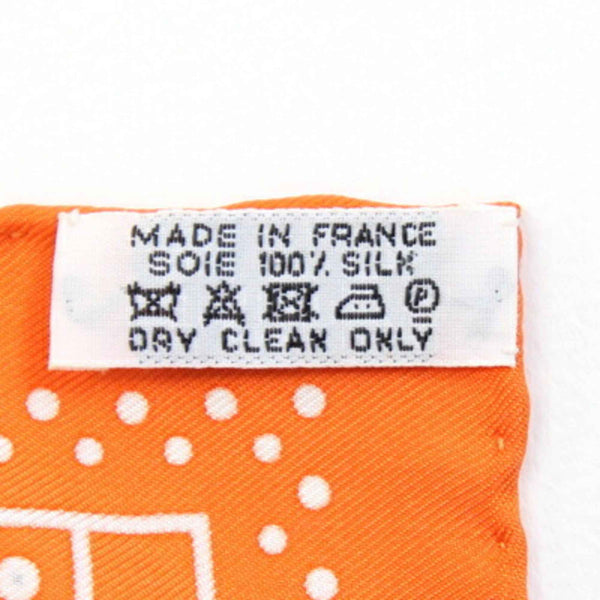 MADE IN FRANCE
SOIE 100% SILK
P
DRY CLEAN ONLY